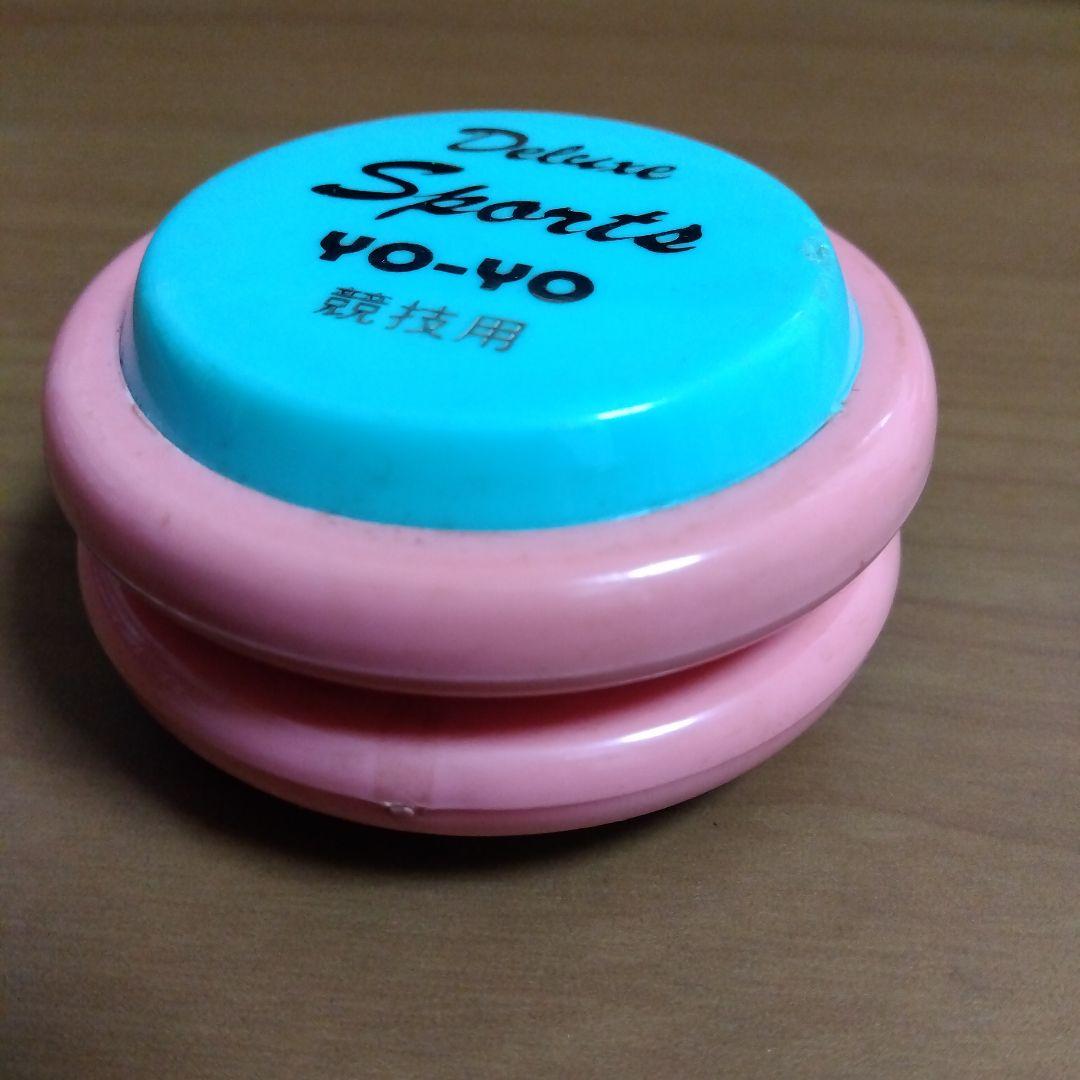 Deluxe
Sports
YO-YO
競技用